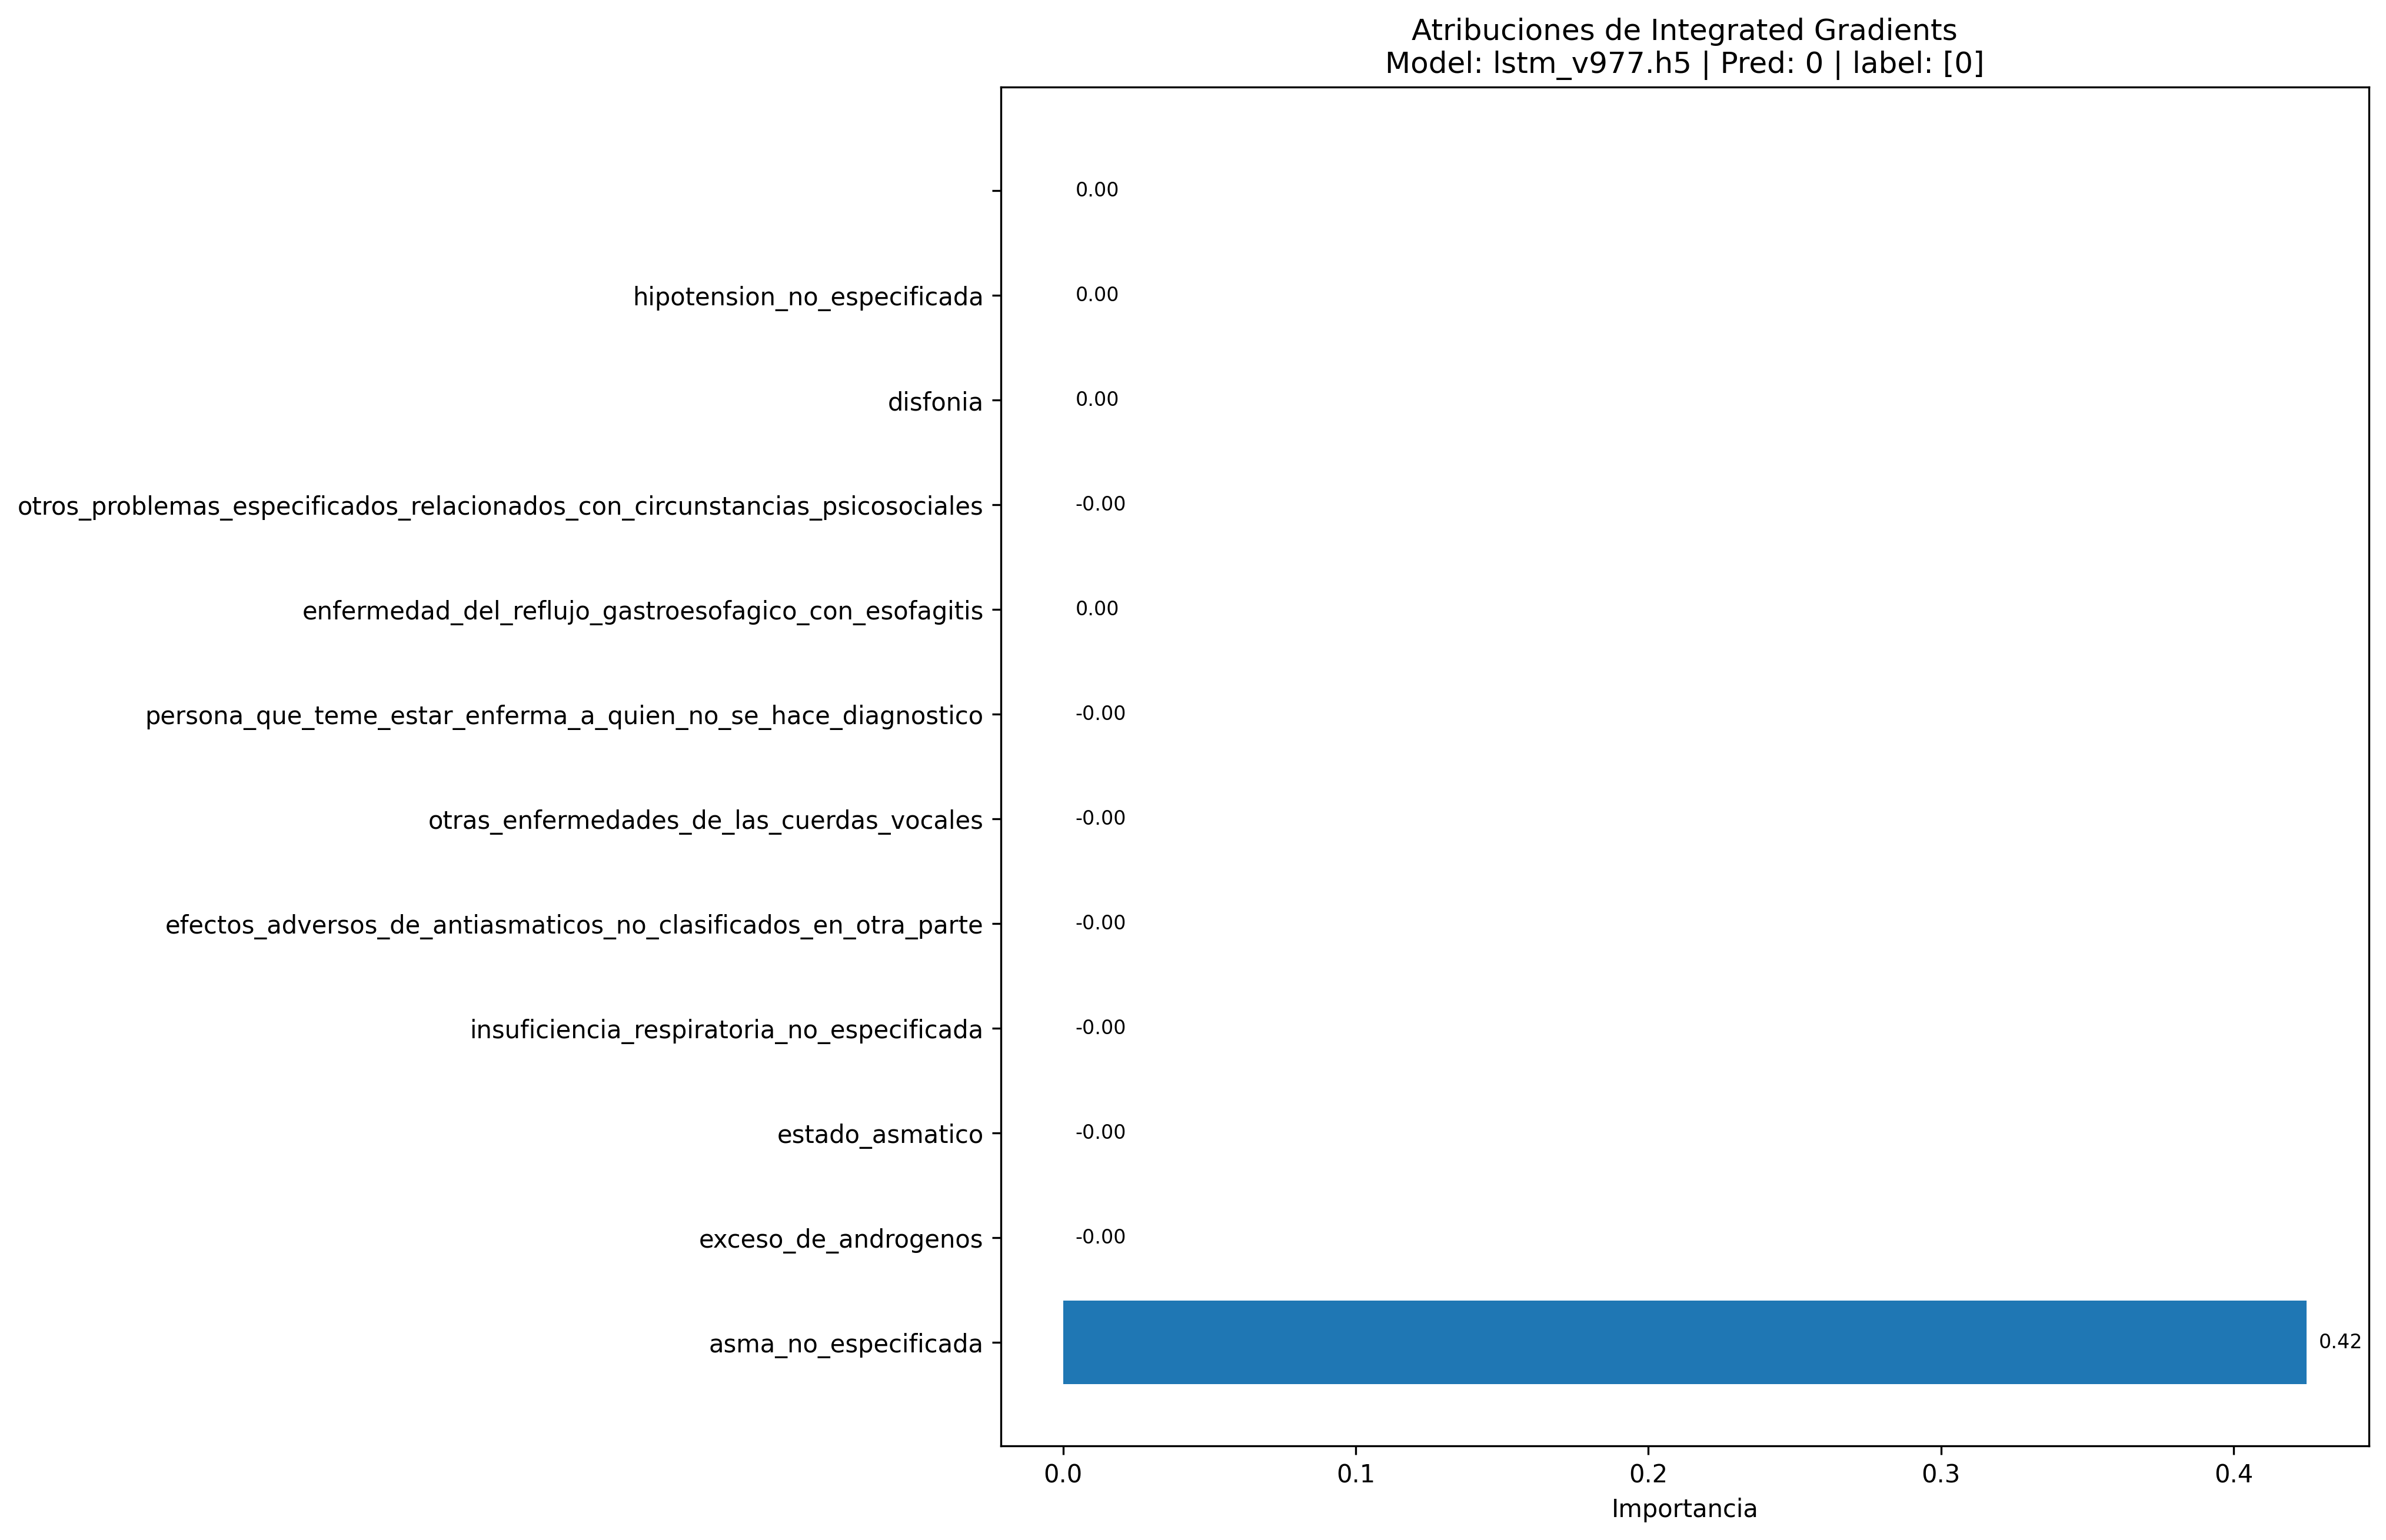 Atribuciones de Integrated Gradients
Model: lstm_v977.h5 | Pred: 0 | label: [0]
0.00
hipotension_no_especificada 0.00
disfonia 0.00
otros_problemas_especificados_relacionados_con_circunstancias_psicosociales -0.00
enfermedad_del_reflujo_gastroesofagico_con_esofagitis 0.00
persona_que_teme_estar_enferma_a_quien_no_se_hace_diagnostico -0.00
otras_enfermedades_de_las_cuerdas_vocales -0.00
efectos_adversos_de_antiasmaticos_no_clasificados_en_otra_parte -0.00
insuficiencia_respiratoria_no_especificada -0.00
estado_asmatico -0.00
exceso_de_androgenos -0.00
asma_no_especificada 0.42
0.0 0.1 0.2 0.3 0.4
Importancia